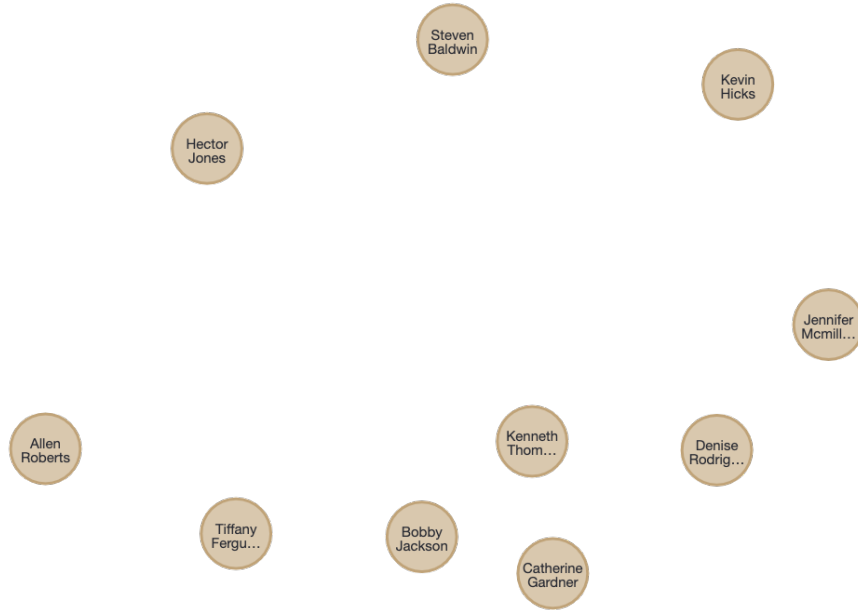 Steven
Baldwin
Kevin
Hicks
Hector
Jones
Jennifer
Mcmill…
Allen
Roberts
Kenneth
Thom…
Denise
Rodrig…
Tiffany
Fergu…
Bobby
Jackson
Catherine
Gardner